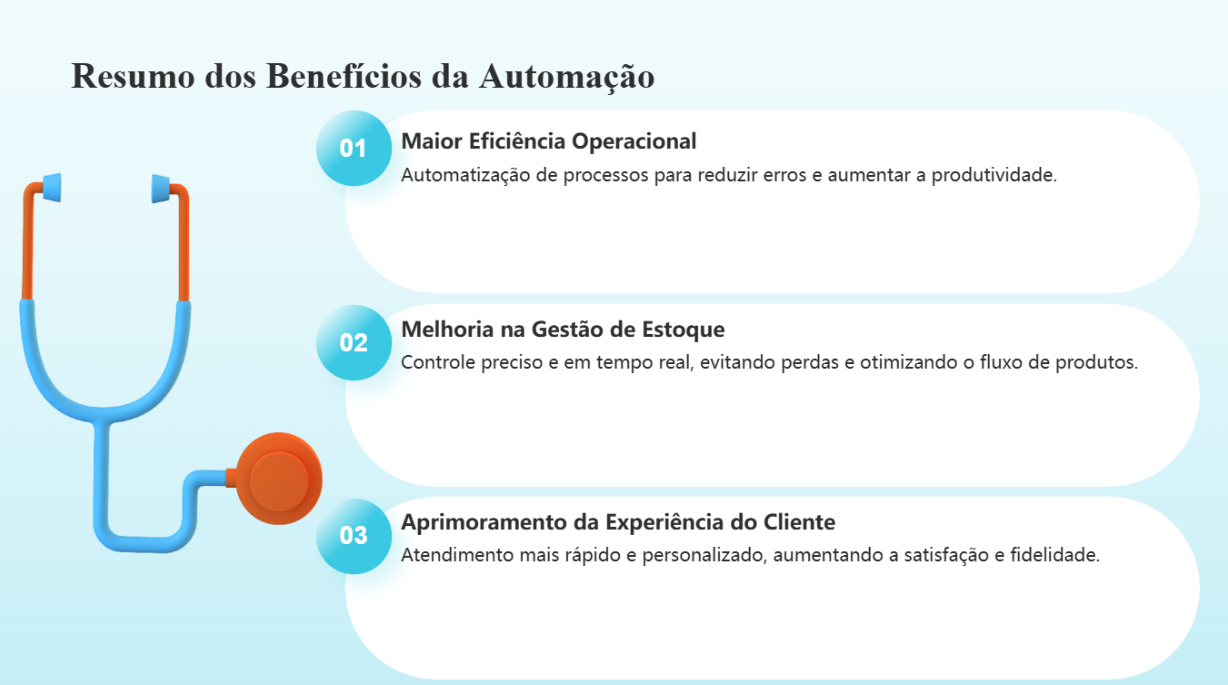 Resumo dos Benefícios da Automação
01
Maior Eficiência Operacional
Automatização de processos para reduzir erros e aumentar a produtividade.
02
Melhoria na Gestão de Estoque
Controle preciso e em tempo real, evitando perdas e otimizando o fluxo de produtos.
03
Aprimoramento da Experiência do Cliente
Atendimento mais rápido e personalizado, aumentando a satisfação e fidelidade.